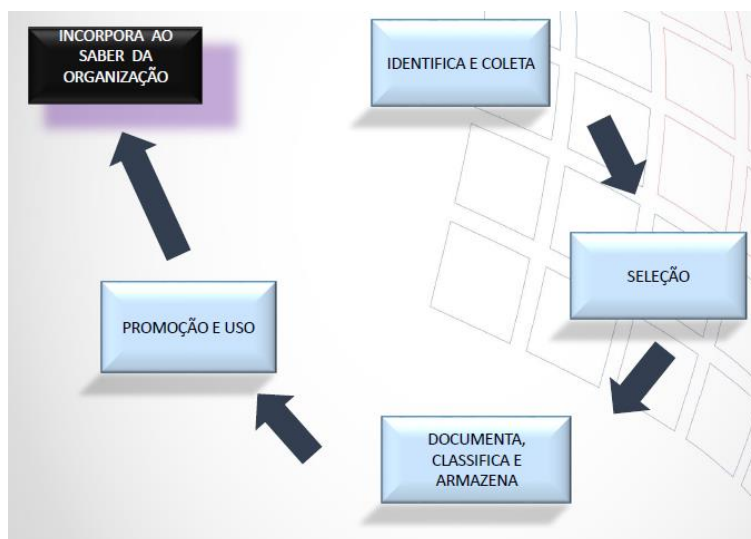 INCORPORA AO
SABER DA
ORGANIZAÇÃO
IDENTIFICA E COLETA
SELEÇÃO
PROMOÇÃO E USO
DOCUMENTA,
CLASSIFICA E
ARMAZENA